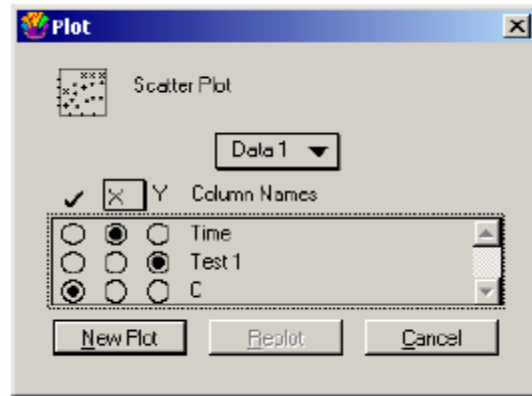 Plot
Scatter Plot
Data 1
X Y Column Names
Time
Test 1
C
New Plot Replot Cancel